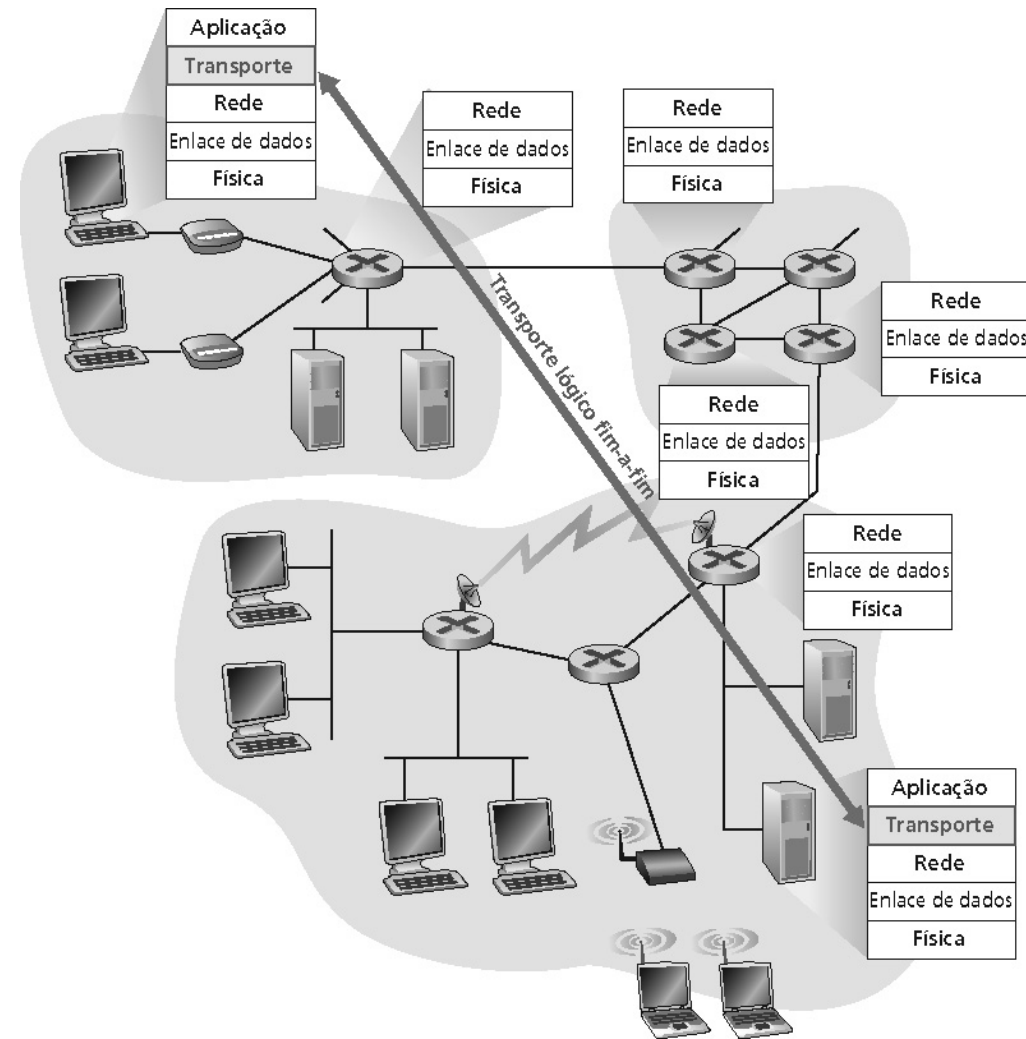 Aplicação
Transporte
Rede
Enlace de dados
Física
Rede
Enlace de dados
Física
Rede
Enlace de dados
Física
Rede
Enlace de dados
Física
Transporte lógico fim-a-fim
Rede
Enlace de dados
Física
Rede
Enlace de dados
Física
Aplicação
Transporte
Rede
Enlace de dados
Física